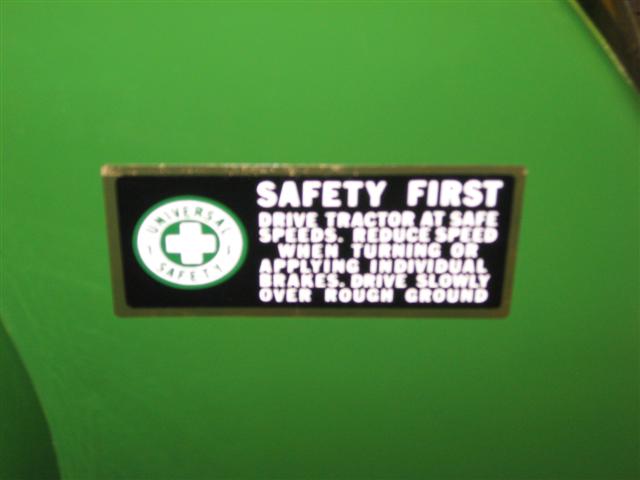 UNIVERSAL
SAFETY
SAFETY FIRST
DRIVE TRACTOR AT SAFE
SPEEDS. REDUCE SPEED
WHEN TURNING OR
APPLYING INDIVIDUAL
BRAKES. DRIVE SLOWLY
OVER ROUGH GROUND